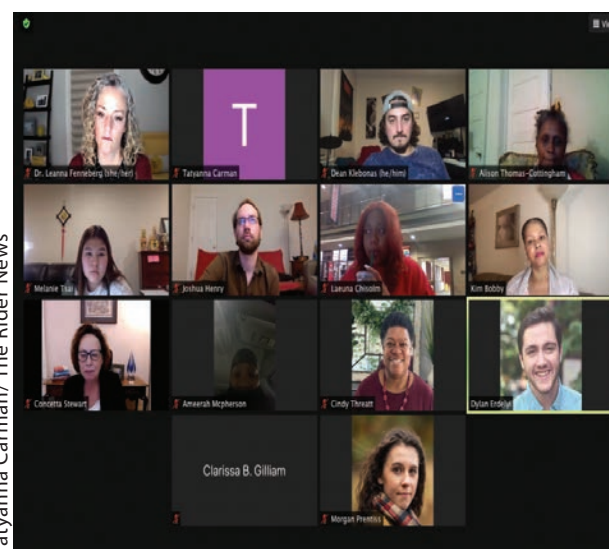 Vie
Dr. Leanna Fenneberg (she/her)
T
Tatyanna Carman
Dean Klebonas (he/him)
Alison Thomas-Cottingham
Melanie Tsai
Joshua Henry
Laeuna Chisolm
Kim Bobby
Concetta Stewart
Ameerah Mcpherson
Cindy Threatt
Dylan Erdelyi
Clarissa B. Gilliam
Morgan Prentiss
atyanna Carman/ The Rider News